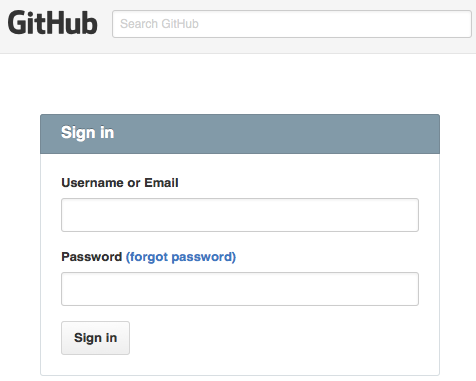 GitHub Search GitHub
Sign in
Username or Email
Password (forgot password)
Sign in